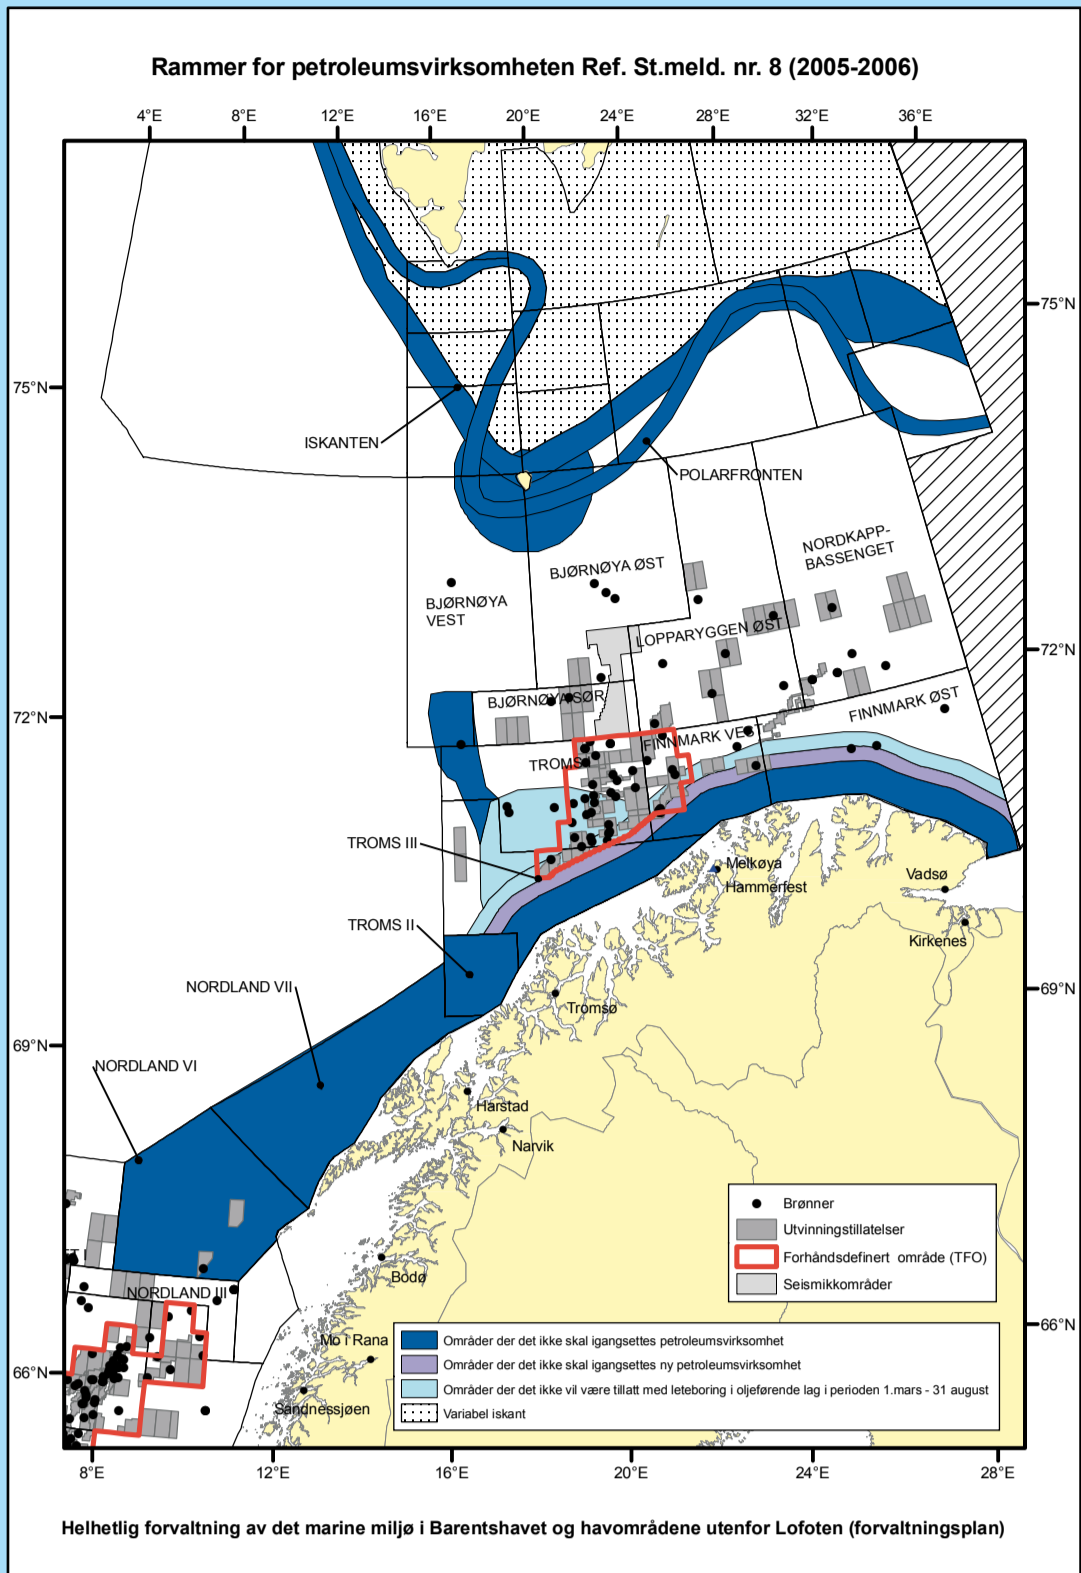 Rammer for petroleumsvirksomheten Ref. St.meld. nr. 8 (2005-2006)
4°E 8°E 12°E 16°E 20°E 24°E 28°E 32°E 36°E
75°N
75°N
ISKANTEN
POLARFRONTEN
NORDKAPP-
BASSENGET
BJØRNØYA ØST
BJØRNØYA
VEST
LOPPARYGGEN ØST
72°N
72°N
BJØRNØYA SØR
FINNMARK ØST
FINNMARK VEST
TROMS
TROMS III
Melkøya
Hammerfest
Vadsø
TROMS II
Kirkenes
NORDLAND VII
69°N
Tromsø
69°N
NORDLAND VI
Harstad
Narvik
Bodø
NORDLAND III
Mo i Rana
Sandnessjøen
66°N
66°N
Brønner
Utvinningstillatelser
Forhåndsdefinert område (TFO)
Seismikkområder
Områder der det ikke skal igangsettes petroleumsvirksomhet
Områder der det ikke skal igangsettes ny petroleumsvirksomhet
Områder der det ikke vil være tillatt med leteboring i oljeførende lag i perioden 1.mars - 31 august
Variabel iskant
8°E 12°E 16°E 20°E 24°E 28°E
Helhetlig forvaltning av det marine miljø i Barentshavet og havområdene utenfor Lofoten (forvaltningsplan)